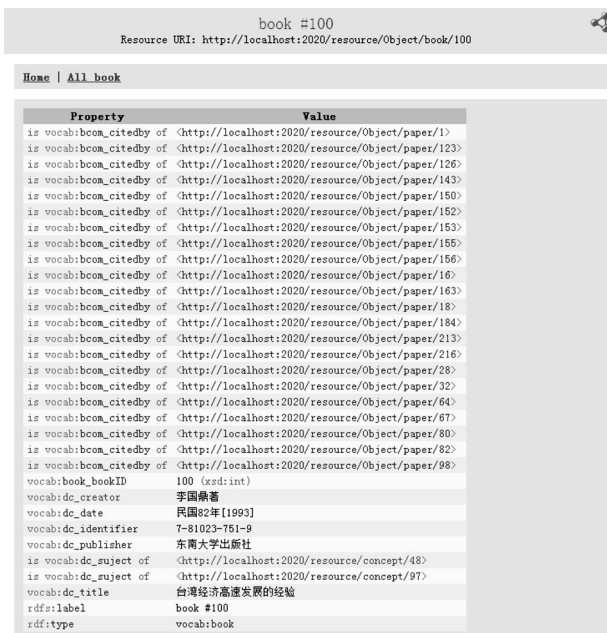 book #100
Resource URI: http://localhost:2020/resource/Object/book/100
Home | All book
Property Value
is vocab:bcom_citedby of <http://localhost:2020/resource/Object/paper/1>
is vocab:bcom_citedby of <http://localhost:2020/resource/Object/paper/123>
is vocab:bcom_citedby of <http://localhost:2020/resource/Object/paper/126>
is vocab:bcom_citedby of <http://localhost:2020/resource/Object/paper/143>
is vocab:bcom_citedby of <http://localhost:2020/resource/Object/paper/150>
is vocab:bcom_citedby of <http://localhost:2020/resource/Object/paper/152>
is vocab:bcom_citedby of <http://localhost:2020/resource/Object/paper/153>
is vocab:bcom_citedby of <http://localhost:2020/resource/Object/paper/155>
is vocab:bcom_citedby of <http://localhost:2020/resource/Object/paper/156>
is vocab:bcom_citedby of <http://localhost:2020/resource/Object/paper/16>
is vocab:bcom_citedby of <http://localhost:2020/resource/Object/paper/163>
is vocab:bcom_citedby of <http://localhost:2020/resource/Object/paper/18>
is vocab:bcom_citedby of <http://localhost:2020/resource/Object/paper/184>
is vocab:bcom_citedby of <http://localhost:2020/resource/Object/paper/213>
is vocab:bcom_citedby of <http://localhost:2020/resource/Object/paper/216>
is vocab:bcom_citedby of <http://localhost:2020/resource/Object/paper/28>
is vocab:bcom_citedby of <http://localhost:2020/resource/Object/paper/32>
is vocab:bcom_citedby of <http://localhost:2020/resource/Object/paper/64>
is vocab:bcom_citedby of <http://localhost:2020/resource/Object/paper/67>
is vocab:bcom_citedby of <http://localhost:2020/resource/Object/paper/80>
is vocab:bcom_citedby of <http://localhost:2020/resource/Object/paper/82>
is vocab:bcom_citedby of <http://localhost:2020/resource/Object/paper/98>
vocab:book_bookID 100 (xsd:int)
vocab:dc_creator 李国鼎著
vocab:dc_date 民国82年[1993]
vocab:dc_identifier 7-81023-751-9
vocab:dc_publisher 东南大学出版社
is vocab:dc_suject of <http://localhost:2020/resource/concept/48>
is vocab:dc_suject of <http://localhost:2020/resource/concept/97>
vocab:dc_title 台湾经济高速发展的经验
rdfs:label book #100
rdf:type vocab:book